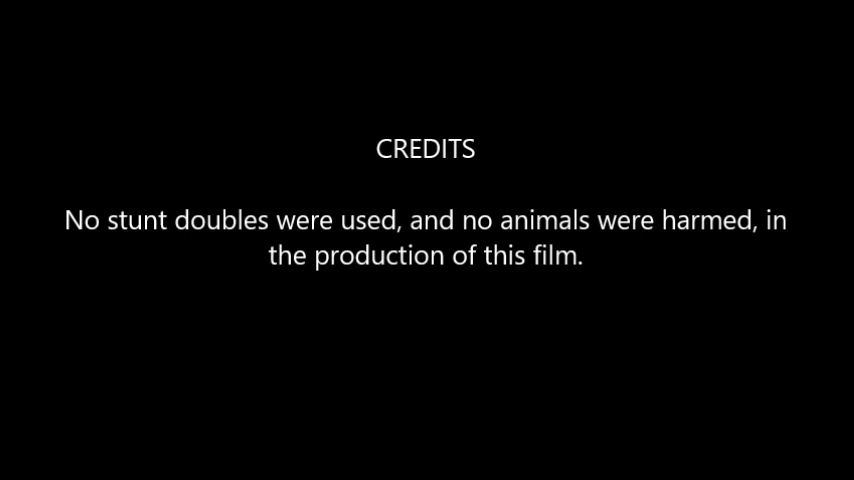 CREDITS
No stunt doubles were used, and no animals were harmed, in
the production of this film.